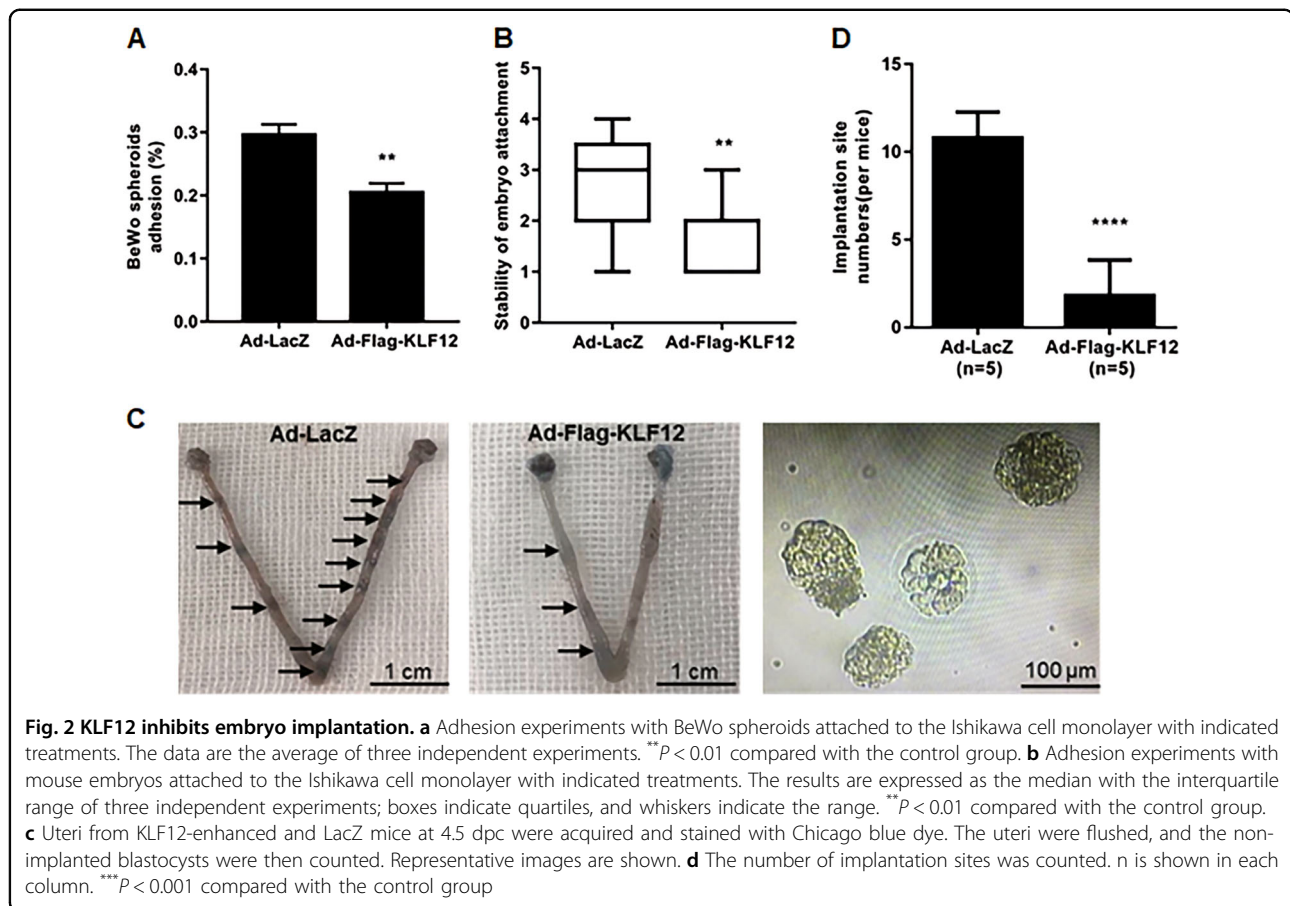 A
BeWo spheroids
adhesion (%)
0.4
0.3
0.2
0.1
0.0
**
Ad-LacZ Ad-Flag-KLF12
B
Stability of embryo attachment
5
4
3
2
1
0
**
Ad-LacZ Ad-Flag-KLF12
D
Implantation site
numbers(per mice)
15
10
5
0
****
Ad-LacZ Ad-Flag-KLF12
(n=5) (n=5)
C
Ad-LacZ
1 cm
Ad-Flag-KLF12
1 cm
100 µm
Fig. 2 KLF12 inhibits embryo implantation. a Adhesion experiments with BeWo spheroids attached to the Ishikawa cell monolayer with indicated
treatments. The data are the average of three independent experiments. **P < 0.01 compared with the control group. b Adhesion experiments with
mouse embryos attached to the Ishikawa cell monolayer with indicated treatments. The results are expressed as the median with the interquartile
range of three independent experiments; boxes indicate quartiles, and whiskers indicate the range. **P < 0.01 compared with the control group.
c Uteri from KLF12-enhanced and LacZ mice at 4.5 dpc were acquired and stained with Chicago blue dye. The uteri were flushed, and the non-
implanted blastocysts were then counted. Representative images are shown. d The number of implantation sites was counted. n is shown in each
column. ***P < 0.001 compared with the control group